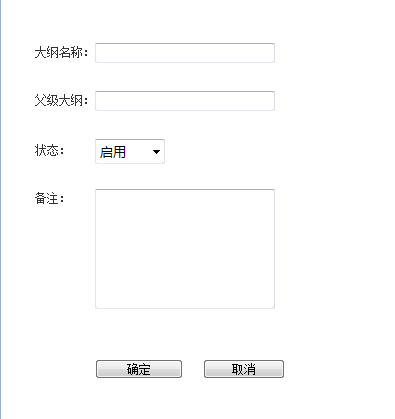 大纲名称：
父级大纲：
状态： 启用
备注：
确定 取消